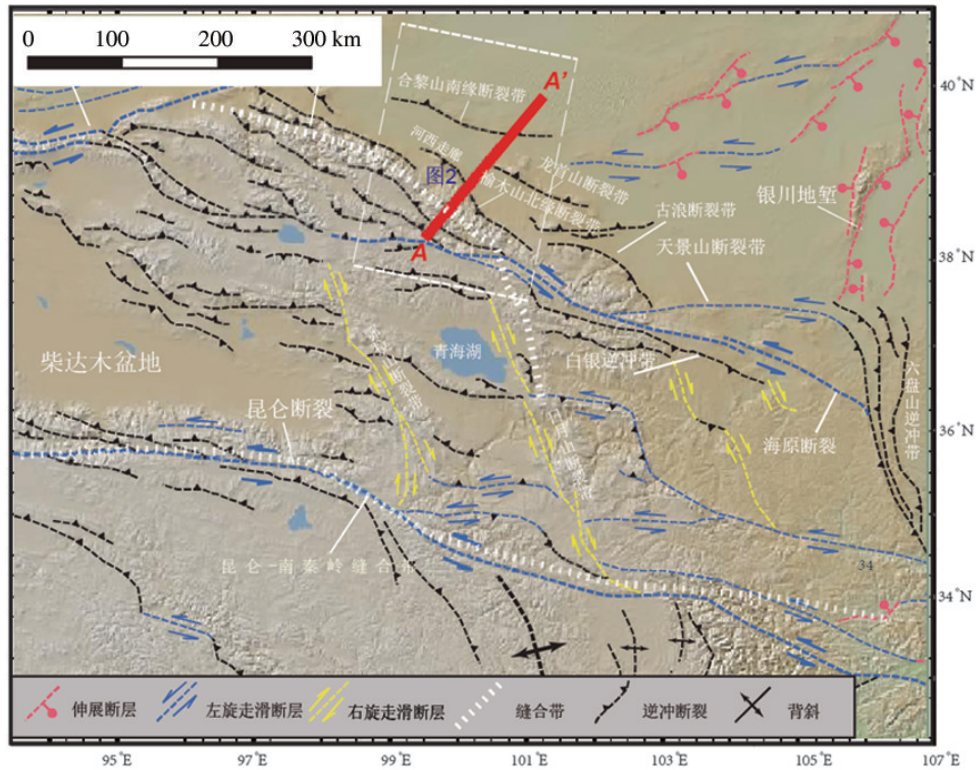 0 100 200 300 km
40°N
合黎山南缘断裂带
A'
河西走廊
图2
榆木山北缘断裂带
龙首山断裂带
A
古浪断裂带
银川地堑
天景山断裂带
38°N
青海湖
白银逆冲带
柴达木盆地
昆仑断裂
海原断裂
六盘山逆冲带
36°N
昆仑-南秦岭缝合带
34
34°N
伸展断层 左旋走滑断层 右旋走滑断层 缝合带 逆冲断裂 背斜
95°E 97°E 99°E 101°E 103°E 105°E 107°E